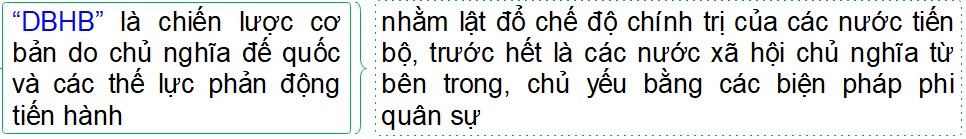 “DBHB” là chiến lược cơ
bản do chủ nghĩa đế quốc
và các thế lực phản động
tiến hành
nhằm lật đổ chế độ chính trị của các nước tiến
bộ, trước hết là các nước xã hội chủ nghĩa từ
bên trong, chủ yếu bằng các biện pháp phi
quân sự